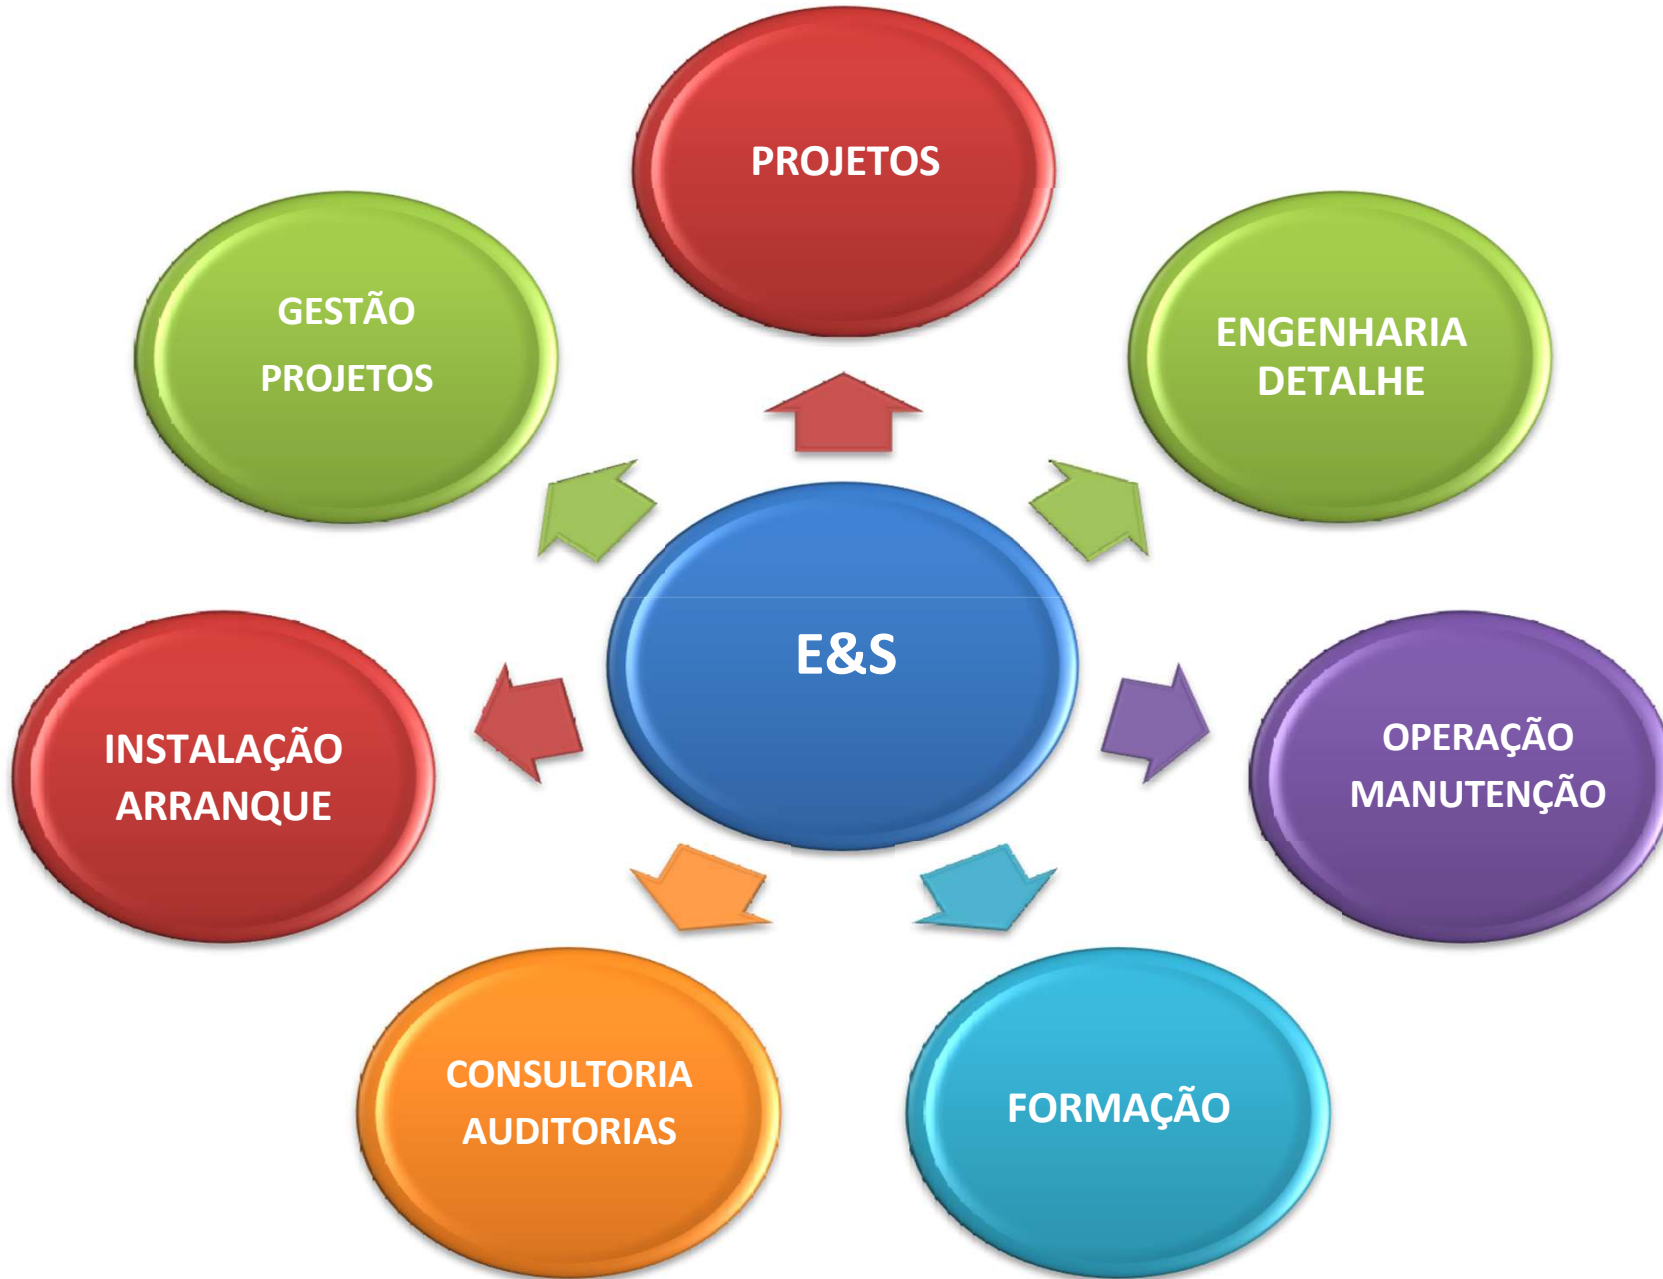 PROJETOS
GESTÃO
PROJETOS
ENGENHARIA
DETALHE
E&S
INSTALAÇÃO
ARRANQUE
OPERAÇÃO
MANUTENÇÃO
CONSULTORIA
AUDITORIAS
FORMAÇÃO